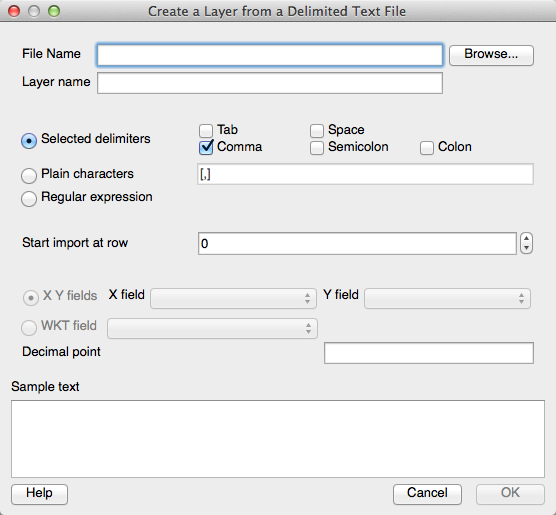 Create a Layer from a Delimited Text File
File Name Browse...
Layer name
Selected delimiters Tab Space
Comma Semicolon Colon
Plain characters [,]
Regular expression
Start import at row 0
X Y fields X field Y field
WKT field
Decimal point
Sample text
Help Cancel OK